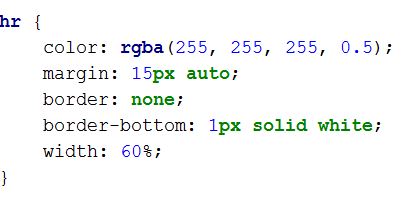 hr {
    color: rgba(255, 255, 255, 0.5);
    margin: 15px auto;
    border: none;
    border-bottom: 1px solid white;
    width: 60%;
}